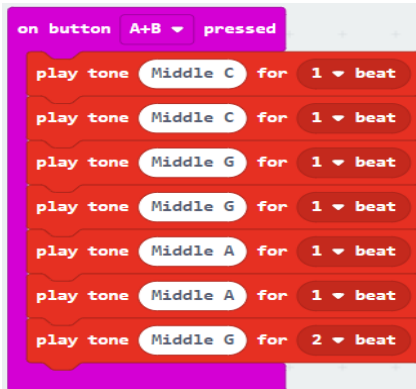 on button A+B pressed
play tone Middle C for 1 beat
play tone Middle C for 1 beat
play tone Middle G for 1 beat
play tone Middle G for 1 beat
play tone Middle A for 1 beat
play tone Middle A for 1 beat
play tone Middle G for 2 beat